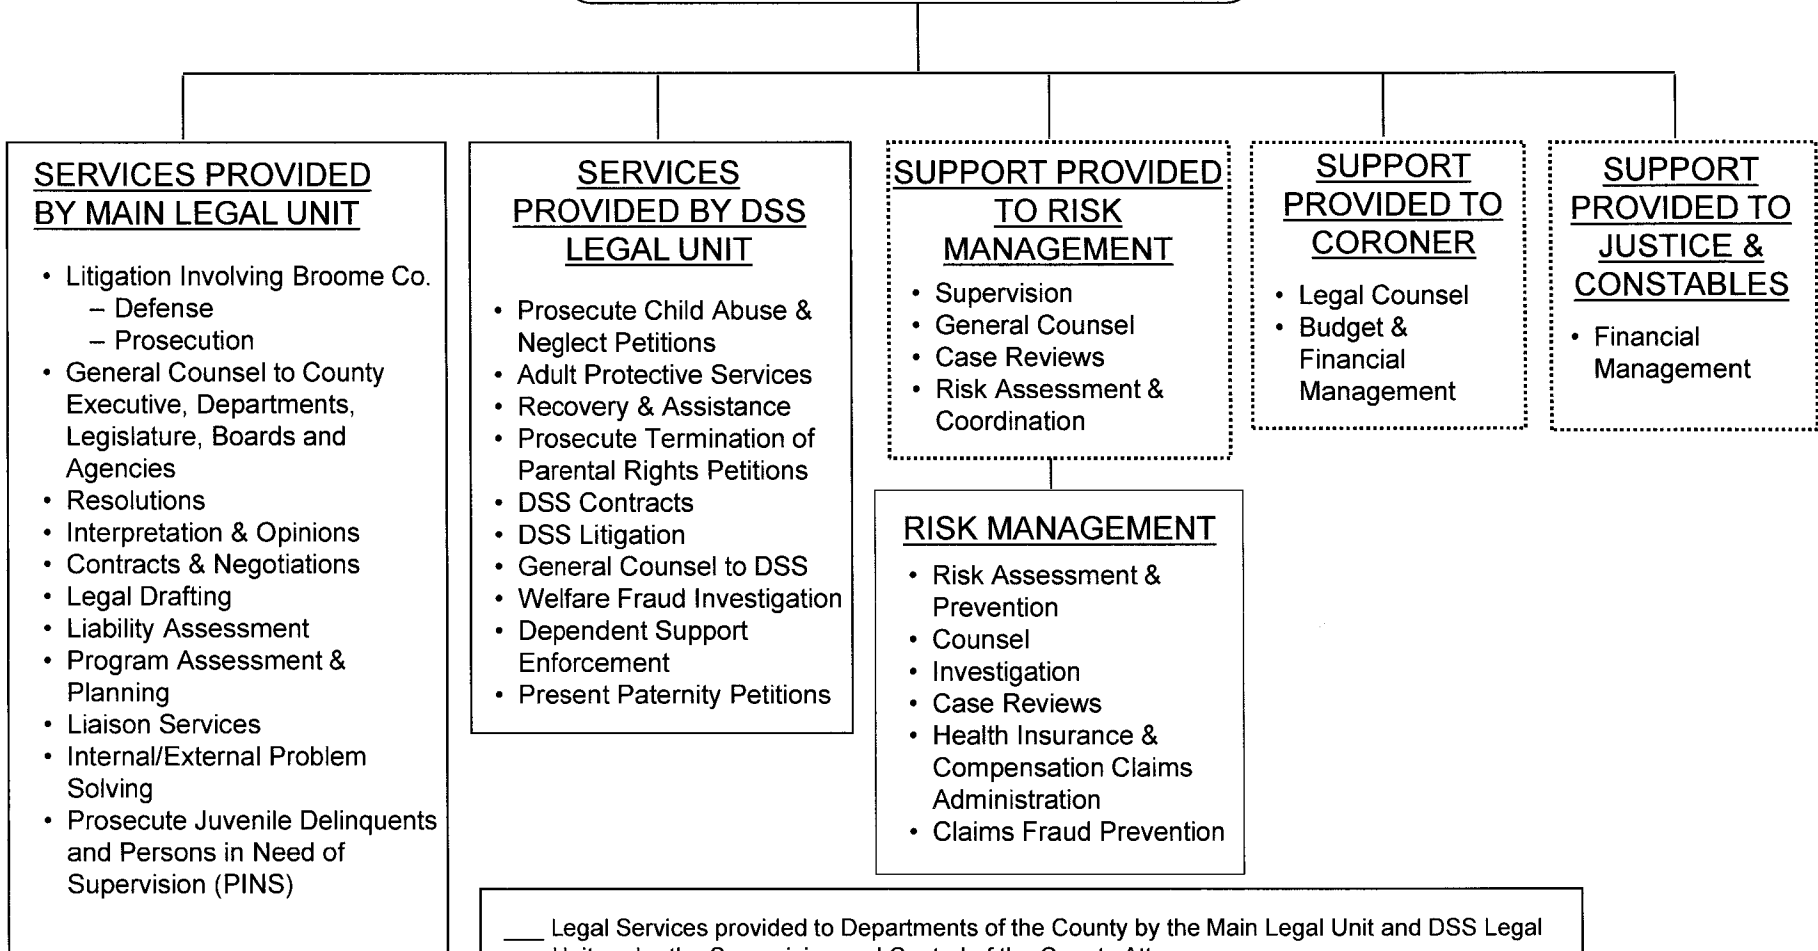 SERVICES PROVIDED
BY MAIN LEGAL UNIT
• Litigation Involving Broome Co.
– Defense
– Prosecution
• General Counsel to County
Executive, Departments,
Legislature, Boards and
Agencies
• Resolutions
• Interpretation & Opinions
• Contracts & Negotiations
• Legal Drafting
• Liability Assessment
• Program Assessment &
Planning
• Liaison Services
• Internal/External Problem
Solving
• Prosecute Juvenile Delinquents
and Persons in Need of
Supervision (PINS)
SERVICES
PROVIDED BY DSS
LEGAL UNIT
• Prosecute Child Abuse &
Neglect Petitions
• Adult Protective Services
• Recovery & Assistance
• Prosecute Termination of
Parental Rights Petitions
• DSS Contracts
• DSS Litigation
• General Counsel to DSS
• Welfare Fraud Investigation
• Dependent Support
Enforcement
• Present Paternity Petitions
SUPPORT PROVIDED
TO RISK
MANAGEMENT
• Supervision
• General Counsel
• Case Reviews
• Risk Assessment &
Coordination
RISK MANAGEMENT
• Risk Assessment &
Prevention
• Counsel
• Investigation
• Case Reviews
• Health Insurance &
Compensation Claims
Administration
• Claims Fraud Prevention
SUPPORT
PROVIDED TO
CORONER
• Legal Counsel
• Budget &
Financial
Management
SUPPORT
PROVIDED TO
JUSTICE &
CONSTABLES
• Financial
Management
___ Legal Services provided to Departments of the County by the Main Legal Unit and DSS Legal